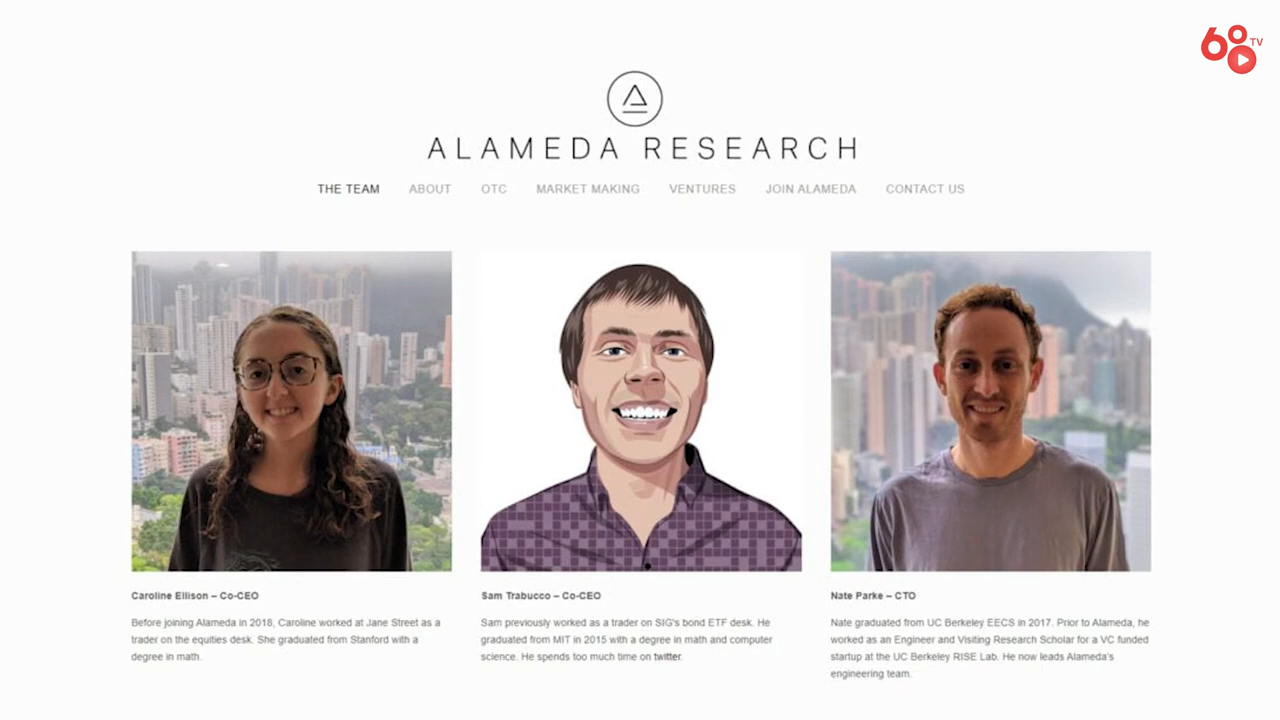 60 TV
ALAMEDA RESEARCH
THE TEAM ABOUT OTC MARKET MAKING VENTURES JOIN ALAMEDA CONTACT US
Caroline Ellison – Co-CEO
Before joining Alameda in 2018, Caroline worked at Jane Street as a
trader on the equities desk. She graduated from Stanford with a
degree in math.
Sam Trabucco – Co-CEO
Sam previously worked as a trader on SIG's bond ETF desk. He
graduated from MIT in 2015 with a degree in math and computer
science. He spends too much time on twitter.
Nate Parke – CTO
Nate graduated from UC Berkeley EECS in 2017. Prior to Alameda, he
worked as an Engineer and Visiting Research Scholar for a VC funded
startup at the UC Berkeley RISE Lab. He now leads Alameda's
engineering team.